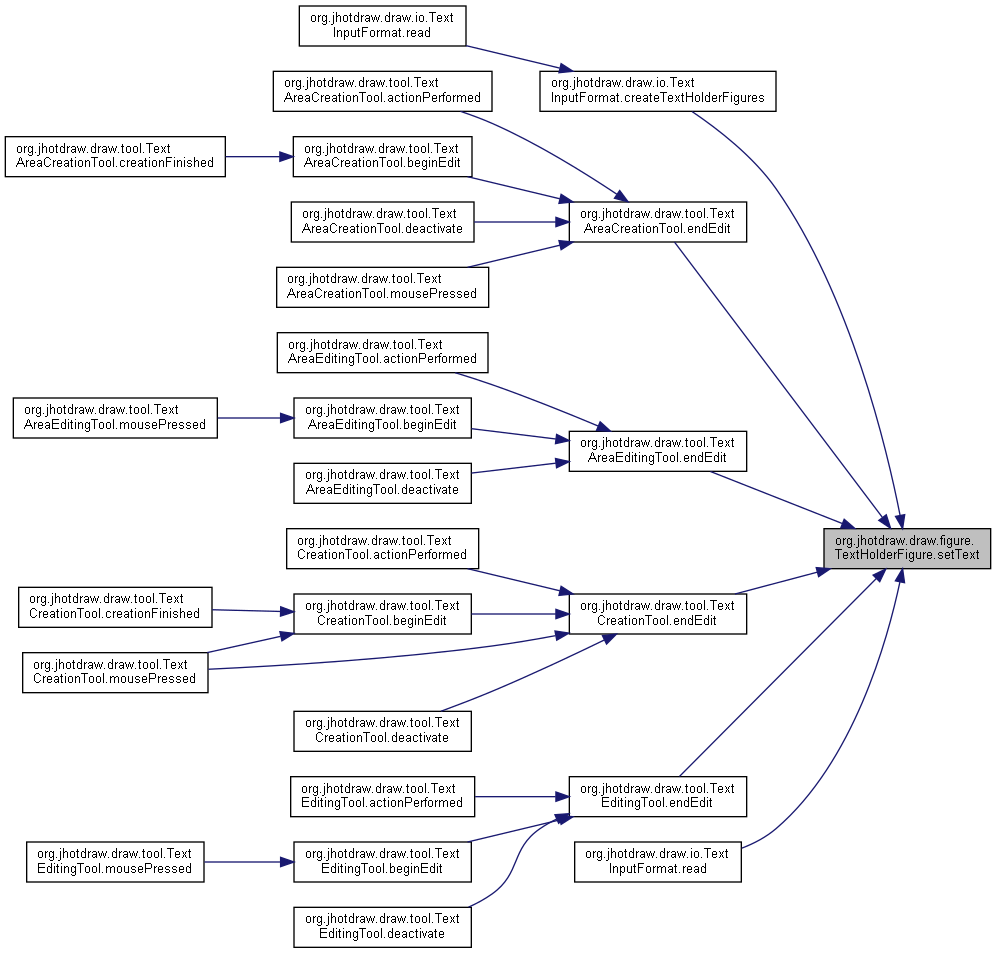 org.jhotdraw.draw.io.Text
InputFormat.read
org.jhotdraw.draw.tool.Text
AreaCreationTool.actionPerformed
org.jhotdraw.draw.io.Text
InputFormat.createTextHolderFigures
org.jhotdraw.draw.tool.Text
AreaCreationTool.creationFinished
org.jhotdraw.draw.tool.Text
AreaCreationTool.beginEdit
org.jhotdraw.draw.tool.Text
AreaCreationTool.deactivate
org.jhotdraw.draw.tool.Text
AreaCreationTool.endEdit
org.jhotdraw.draw.tool.Text
AreaCreationTool.mousePressed
org.jhotdraw.draw.tool.Text
AreaEditingTool.actionPerformed
org.jhotdraw.draw.tool.Text
AreaEditingTool.mousePressed
org.jhotdraw.draw.tool.Text
AreaEditingTool.beginEdit
org.jhotdraw.draw.tool.Text
AreaEditingTool.endEdit
org.jhotdraw.draw.tool.Text
AreaEditingTool.deactivate
org.jhotdraw.draw.figure.
TextHolderFigure.setText
org.jhotdraw.draw.tool.Text
CreationTool.actionPerformed
org.jhotdraw.draw.tool.Text
CreationTool.creationFinished
org.jhotdraw.draw.tool.Text
CreationTool.beginEdit
org.jhotdraw.draw.tool.Text
CreationTool.endEdit
org.jhotdraw.draw.tool.Text
CreationTool.mousePressed
org.jhotdraw.draw.tool.Text
CreationTool.deactivate
org.jhotdraw.draw.tool.Text
EditingTool.actionPerformed
org.jhotdraw.draw.tool.Text
EditingTool.endEdit
org.jhotdraw.draw.tool.Text
EditingTool.mousePressed
org.jhotdraw.draw.tool.Text
EditingTool.beginEdit
org.jhotdraw.draw.io.Text
InputFormat.read
org.jhotdraw.draw.tool.Text
EditingTool.deactivate